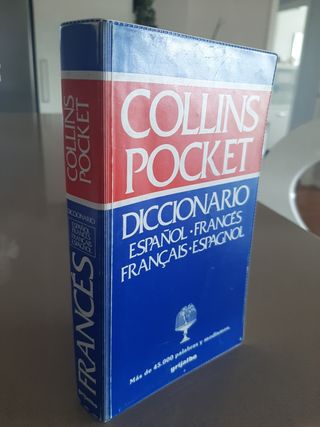 COLLINS
POCKET
DICCIONARIO
ESPAÑOL · FRANCÉS
FRANÇAIS · ESPAGNOL
Más de 45.000 palabras y modismos.
grijalbo
COLLINS
POCKET
DICCIONARIO
ESPAÑOL
FRANCÉS
FRANÇAIS
ESPAGNOL
FRANCÉS